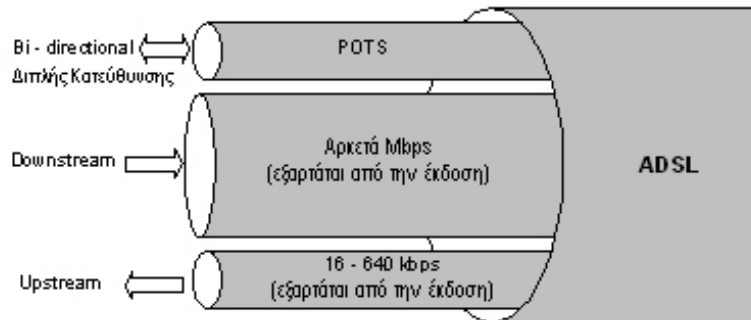 Bi - directional
Διπλής Κατεύθυνσης
POTS
Downstream
Αρκετά Mbps
(εξαρτάται από την έκδοση)
ADSL
Upstream
16 - 640 kbps
(εξαρτάται από την έκδοση)